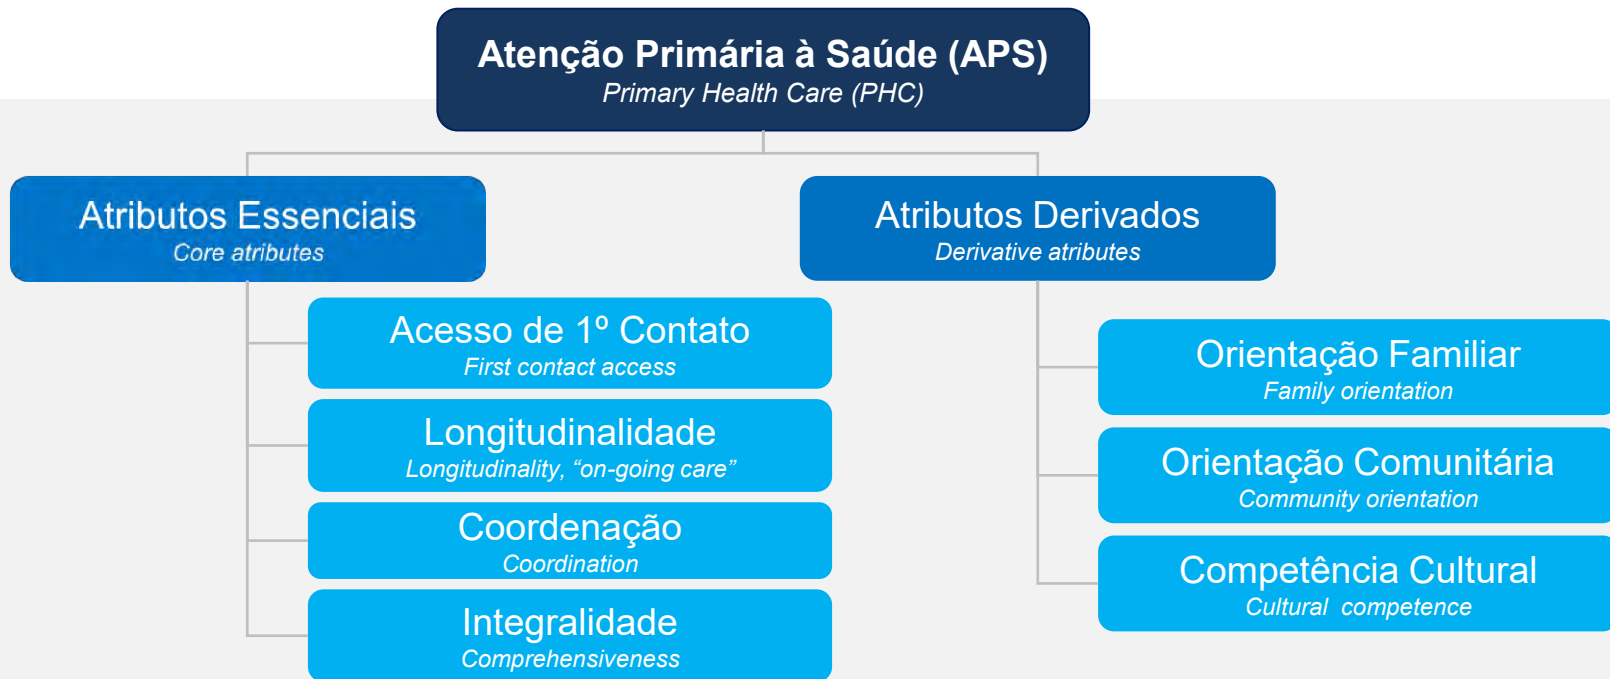 Atenção Primária à Saúde (APS)
Primary Health Care (PHC)
Atributos Essenciais
Core atributes
Acesso de 1º Contato
First contact access
Longitudinalidade
Longitudinality, “on-going care”
Coordenação
Coordination
Integralidade
Comprehensiveness
Atributos Derivados
Derivative atributes
Orientação Familiar
Family orientation
Orientação Comunitária
Community orientation
Competência Cultural
Cultural competence